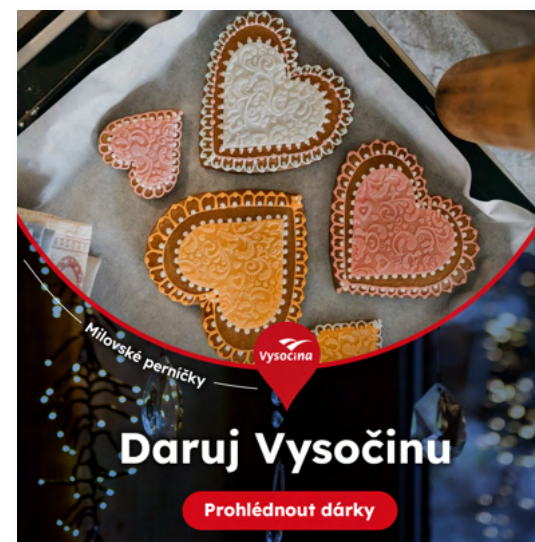 Milovské perníčky
Vysočina
Daruj Vysočinu
Prohlédnout dárky